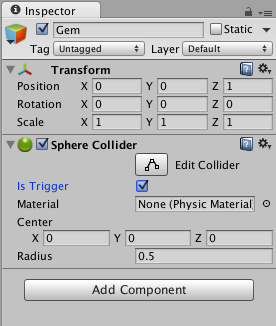 Inspector
Gem Static
Tag Untagged Layer Default
Transform
Position X 0 Y 0 Z 1
Rotation X 0 Y 0 Z 0
Scale X 1 Y 1 Z 1
Sphere Collider
Edit Collider
Is Trigger
Material None (Physic Material
Center
X 0 Y 0 Z 0
Radius 0.5
Add Component